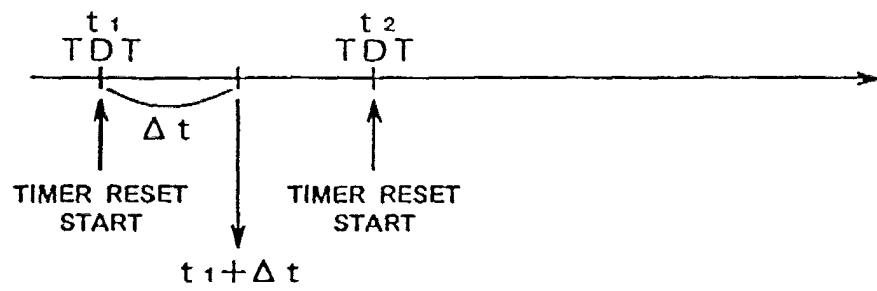 t1 t2
TDT TDT
Δt
TIMER RESET TIMER RESET
START START
t1+Δt